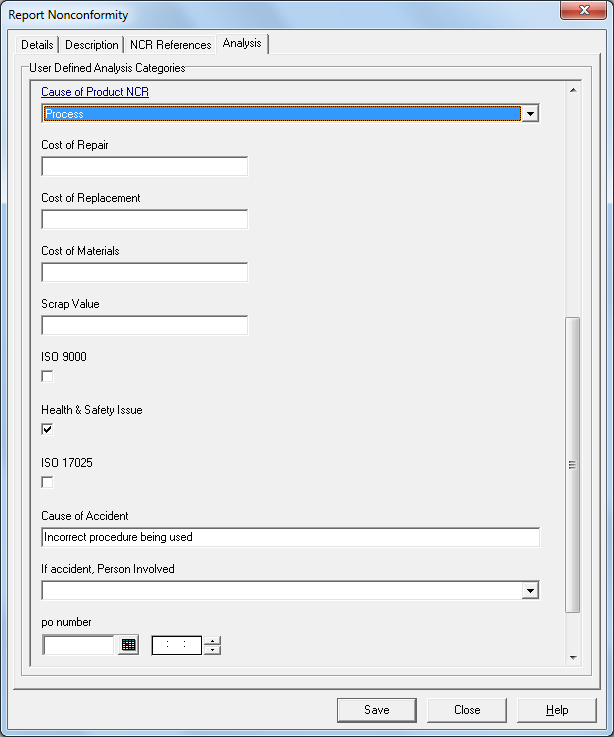 Report Nonconformity
Details Description NCR References Analysis
User Defined Analysis Categories
Cause of Product NCR
Process
Cost of Repair
Cost of Replacement
Cost of Materials
Scrap Value
ISO 9000
Health & Safety Issue
ISO 17025
Cause of Accident
Incorrect procedure being used
If accident, Person Involved
po number
: :
Save Close Help